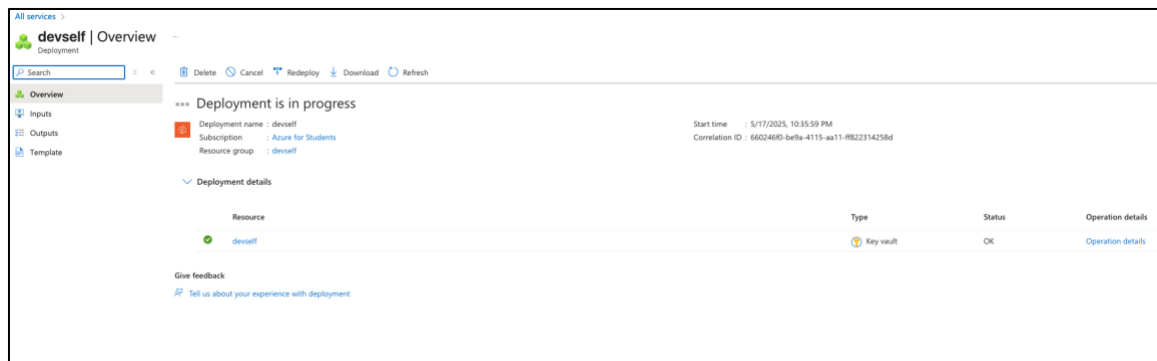 All services >
devself | Overview ...
Deployment
Search
Delete Cancel Redeploy Download Refresh
Overview
Inputs
Outputs
Template
Deployment is in progress
Deployment name : devself
Subscription : Azure for Students
Resource group : devself
Start time : 5/17/2025, 10:35:59 PM
Correlation ID : 660246f0-be9a-4115-aa11-ff822314258d
Deployment details
Resource Type Status Operation details
devself Key vault OK Operation details
Give feedback
Tell us about your experience with deployment